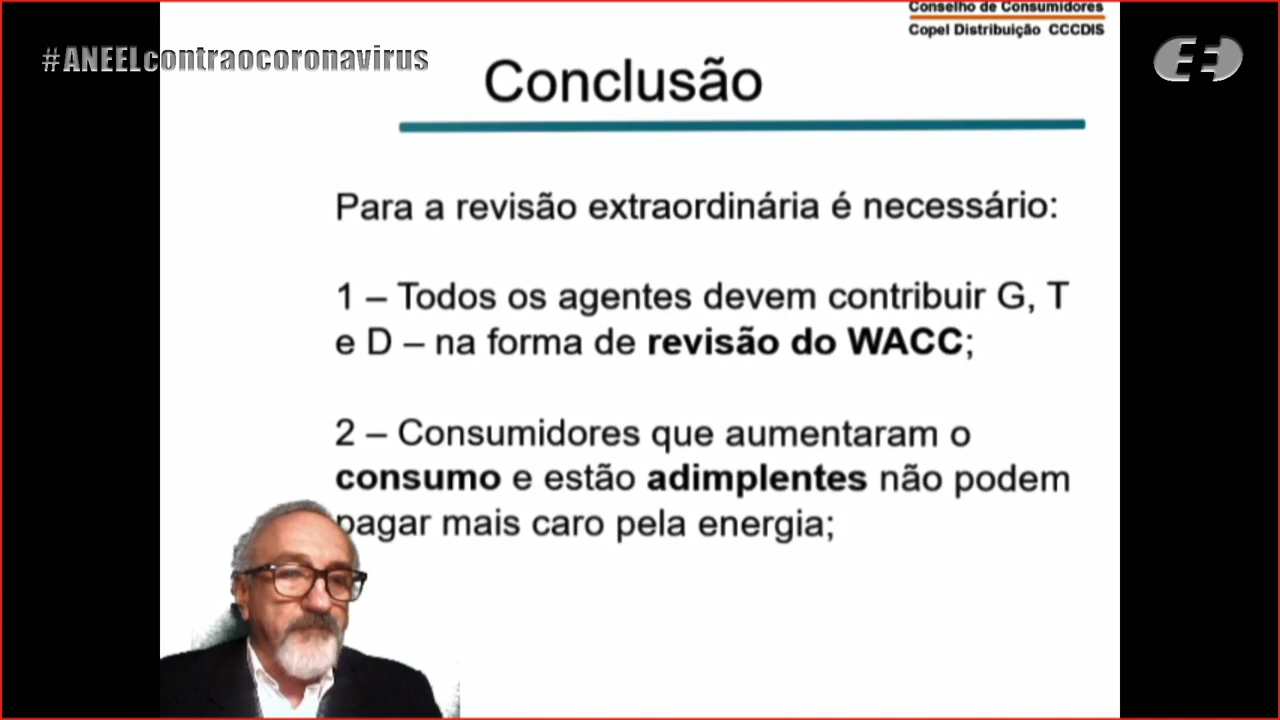 Conselho de Consumidores
Copel Distribuição CCCDIS
#ANEELcontraocoronavirus
Conclusão
Para a revisão extraordinária é necessário:
1 – Todos os agentes devem contribuir G, T
e D – na forma de revisão do WACC;
2 – Consumidores que aumentaram o
consumo e estão adimplentes não podem
pagar mais caro pela energia;